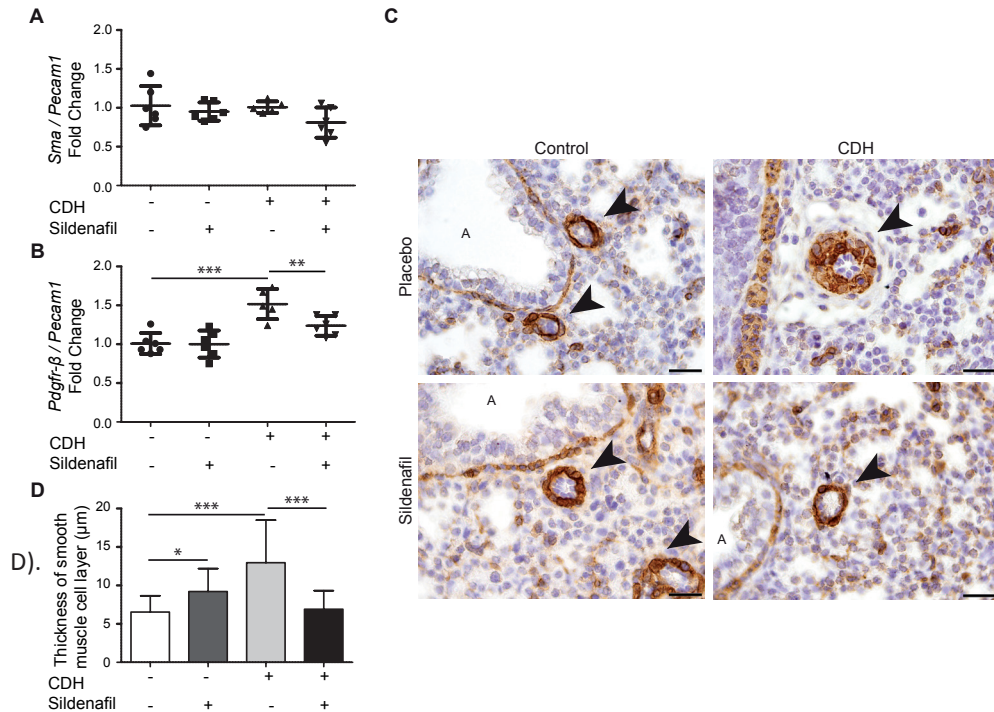 A
Sma / Pecam1
Fold Change
2.0
1.5
1.0
0.5
0.0
CDH - - + +
Sildenafil - + - +
B
Pdgfr-β / Pecam1
Fold Change
2.0
1.5
1.0
0.5
0.0
*** **
CDH - - + +
Sildenafil - + - +
C
Control CDH
Placebo
A
Sildenafil
A
A
D
D).
Thickness of smooth
muscle cell layer (µm)
20
15
10
5
0
*** ***
*
CDH - - + +
Sildenafil - + - +